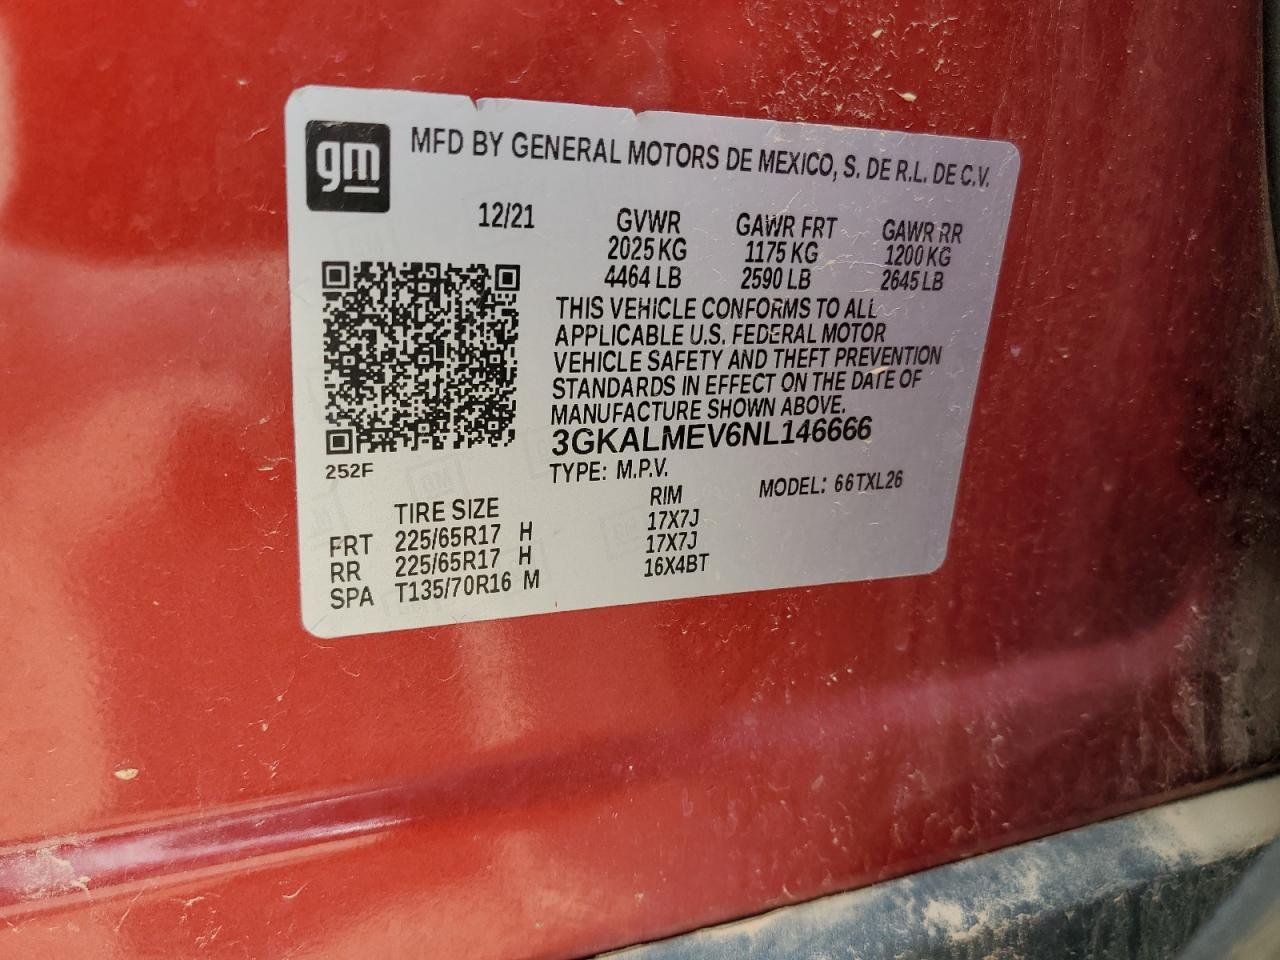 gm
MFD BY GENERAL MOTORS DE MEXICO, S. DE R.L. DE C.V.
12/21 GVWR GAWR FRT GAWR RR
2025 KG 1175 KG 1200 KG
4464 LB 2590 LB 2645 LB
THIS VEHICLE CONFORMS TO ALL
APPLICABLE U.S. FEDERAL MOTOR
VEHICLE SAFETY AND THEFT PREVENTION
STANDARDS IN EFFECT ON THE DATE OF
MANUFACTURE SHOWN ABOVE.
3GKALMEV6NL146666
252F
TYPE: M.P.V. MODEL: 66TXL26
TIRE SIZE RIM
FRT 225/65R17 H 17X7J
RR 225/65R17 H 17X7J
SPA T135/70R16 M 16X4BT